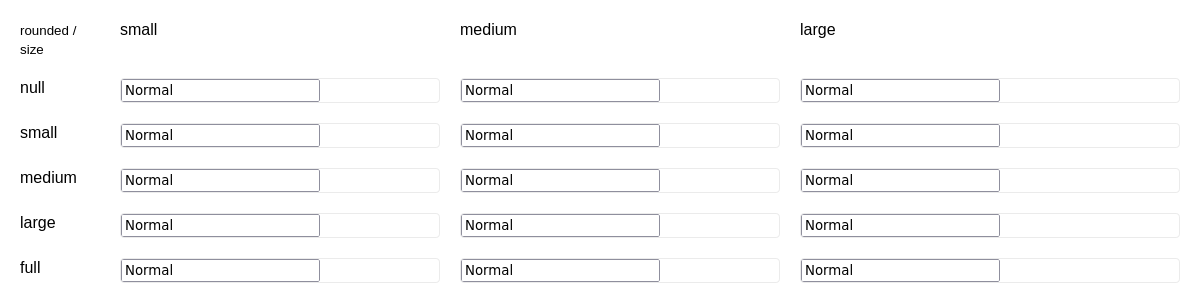 rounded / small medium large
size
null Normal Normal Normal
small Normal Normal Normal
medium Normal Normal Normal
large Normal Normal Normal
full Normal Normal Normal